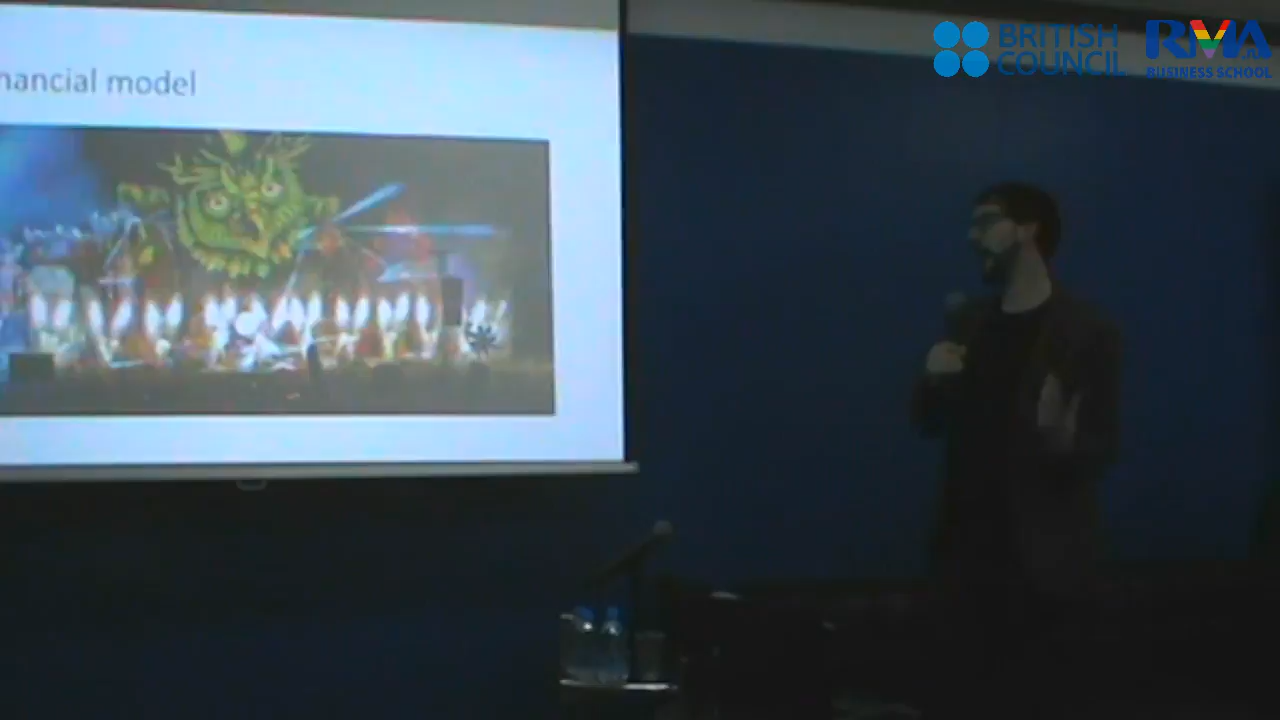 nancial model
BRITISH
COUNCIL
RMA
BUSINESS SCHOOL